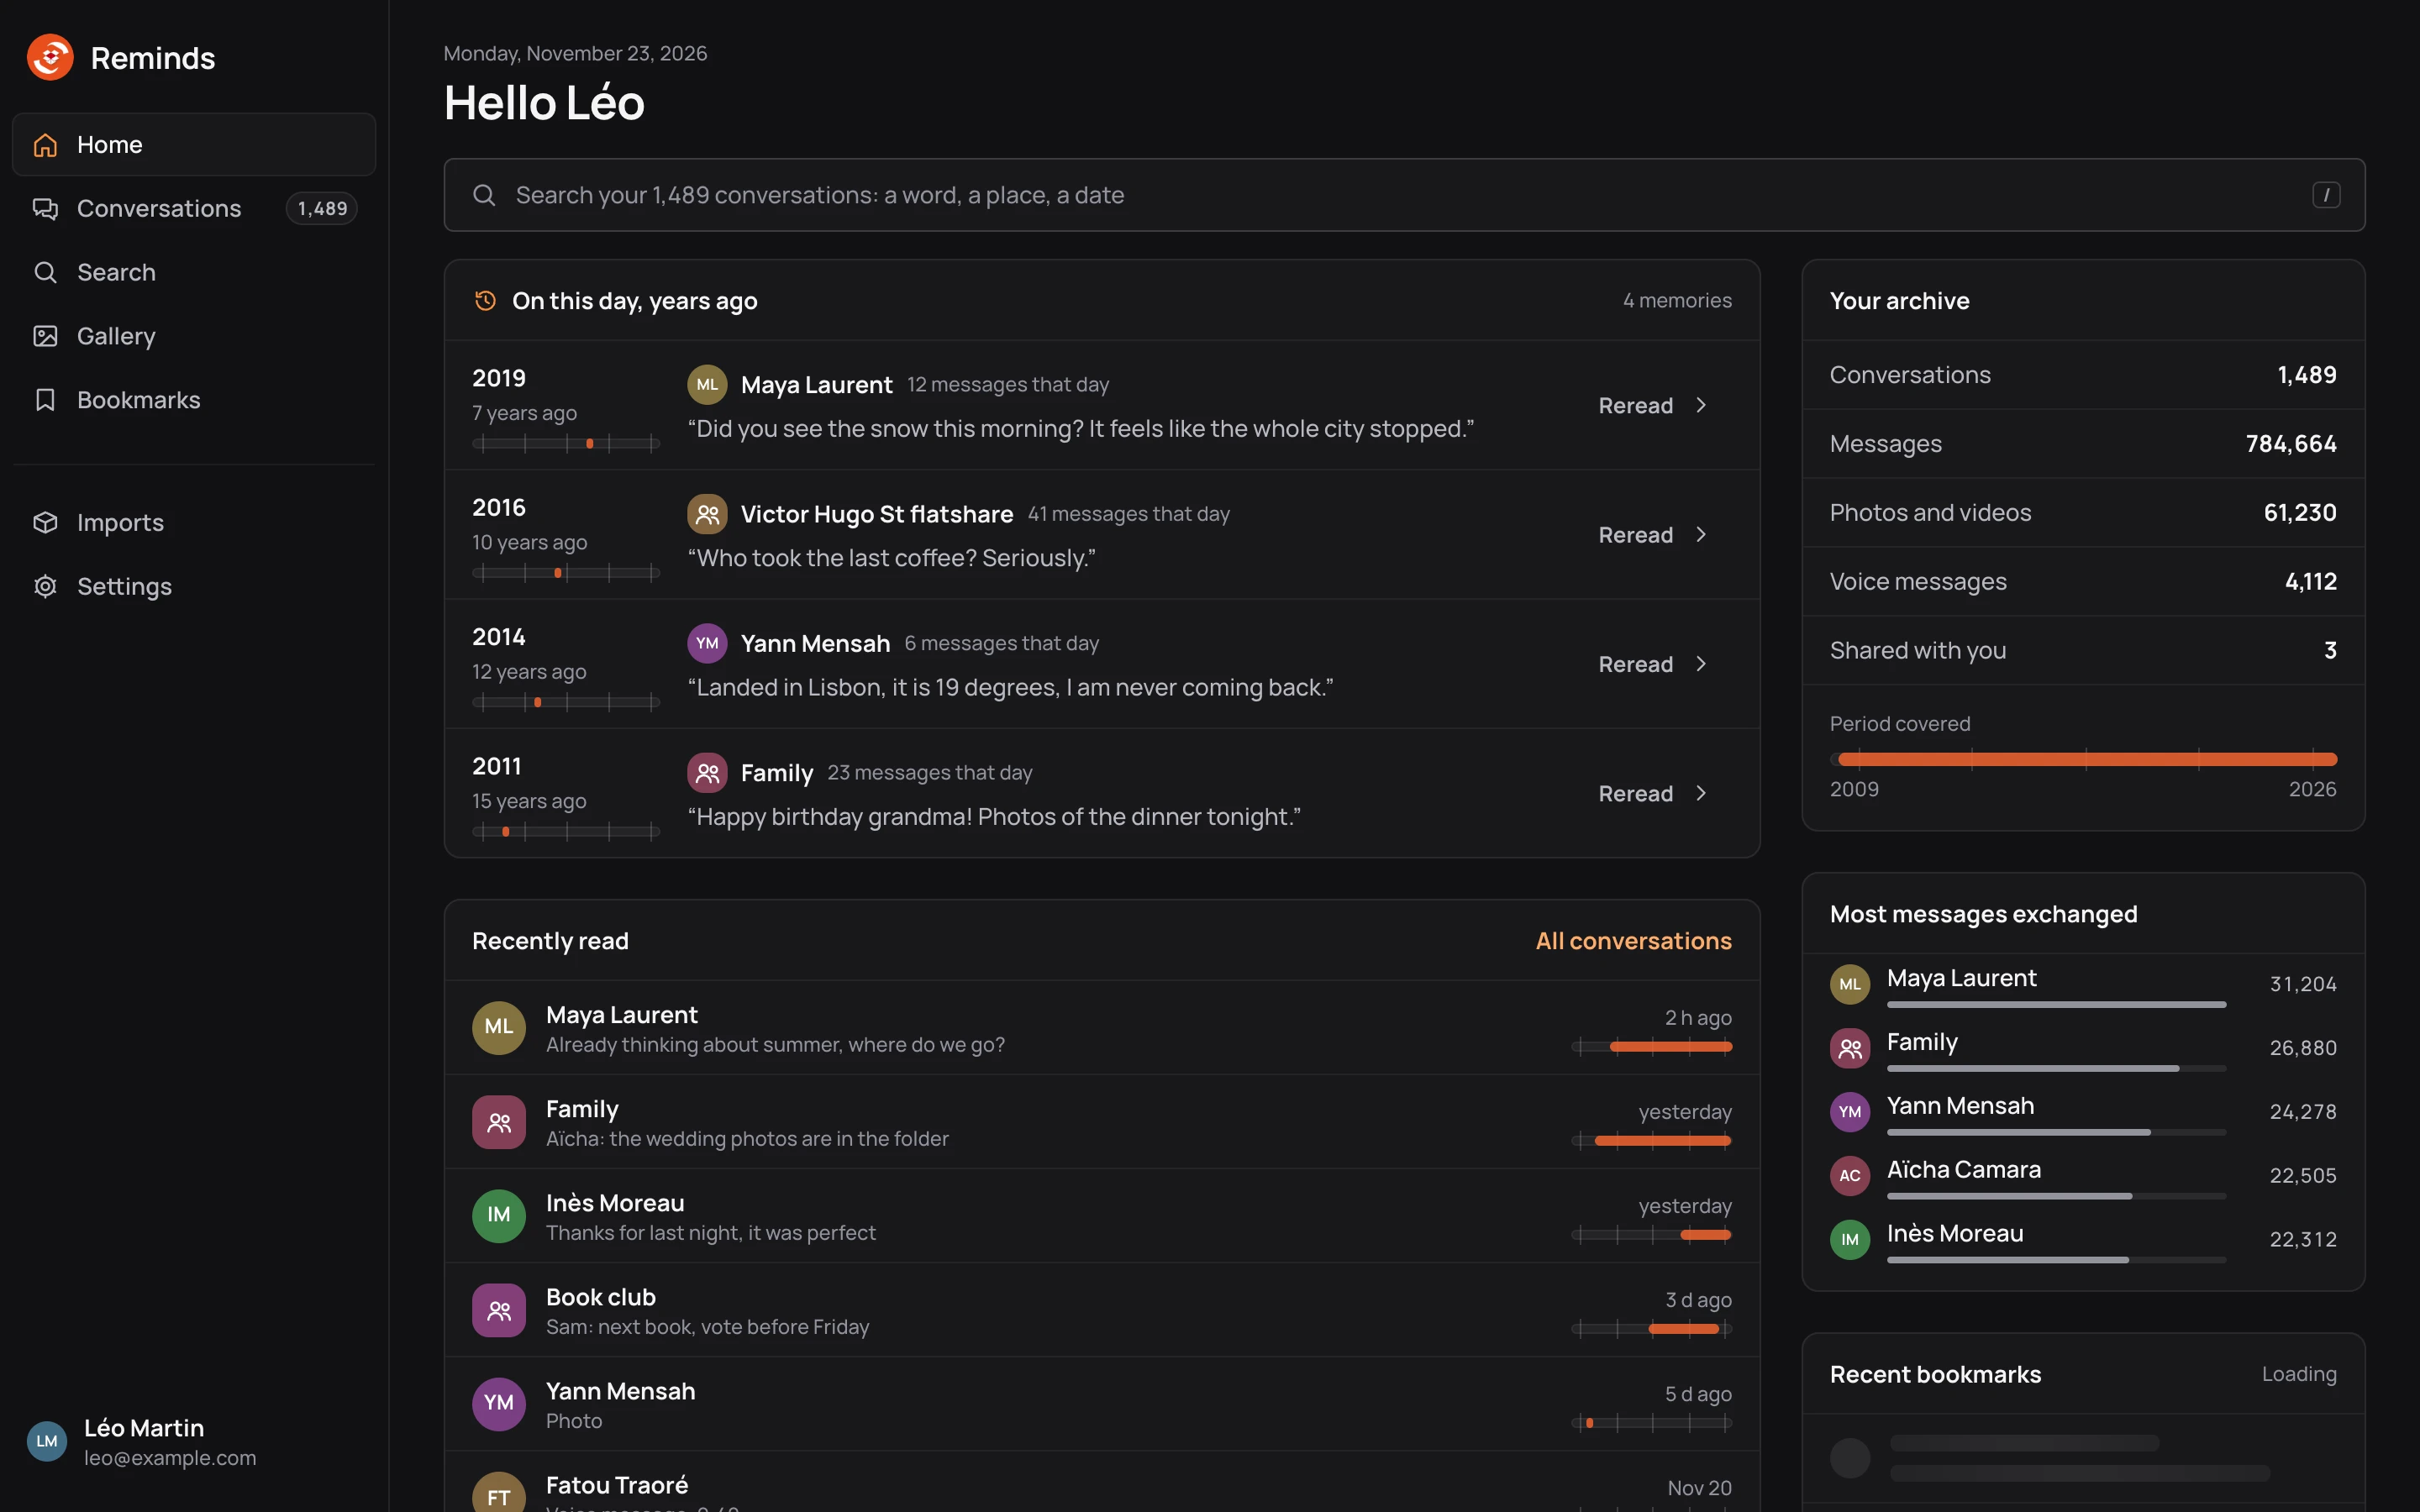 Reminds
Home
Conversations 1,489
Search
Gallery
Bookmarks
Imports
Settings
LM
Léo Martin
leo@example.com
Monday, November 23, 2026
Hello Léo
Search your 1,489 conversations: a word, a place, a date /
On this day, years ago 4 memories
2019
7 years ago
ML Maya Laurent 12 messages that day
“Did you see the snow this morning? It feels like the whole city stopped.”
Reread
2016
10 years ago
Victor Hugo St flatshare 41 messages that day
“Who took the last coffee? Seriously.”
Reread
2014
12 years ago
YM Yann Mensah 6 messages that day
“Landed in Lisbon, it is 19 degrees, I am never coming back.”
Reread
2011
15 years ago
Family 23 messages that day
“Happy birthday grandma! Photos of the dinner tonight.”
Reread
Recently read All conversations
ML Maya Laurent 2 h ago
Already thinking about summer, where do we go?
Family yesterday
Aïcha: the wedding photos are in the folder
IM Inès Moreau yesterday
Thanks for last night, it was perfect
Book club 3 d ago
Sam: next book, vote before Friday
YM Yann Mensah 5 d ago
Photo
FT Fatou Traoré Nov 20
Your archive
Conversations 1,489
Messages 784,664
Photos and videos 61,230
Voice messages 4,112
Shared with you 3
Period covered
2009 2026
Most messages exchanged
ML Maya Laurent 31,204
Family 26,880
YM Yann Mensah 24,278
AC Aïcha Camara 22,505
IM Inès Moreau 22,312
Recent bookmarks Loading